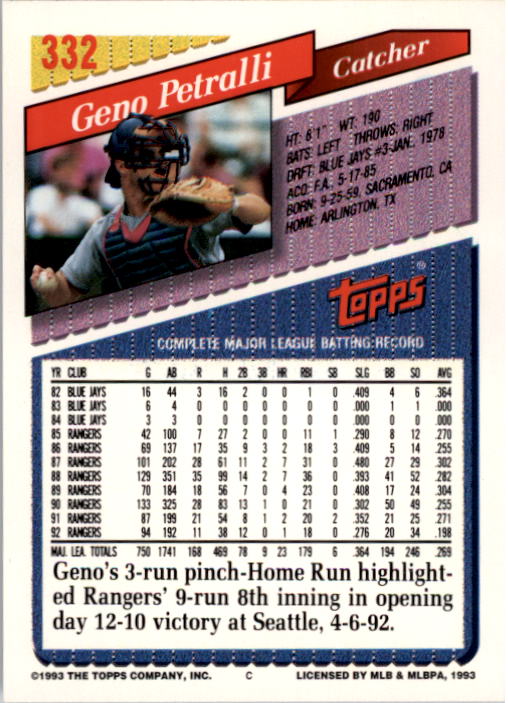 332
Geno Petralli
Catcher
HT: 6'1" WT: 190
BATS: LEFT THROWS: RIGHT
DRFT: BLUE JAYS #3-JAN., 1978
ACQ: F.A., 5-17-85
BORN: 9-25-59, SACRAMENTO, CA
HOME: ARLINGTON, TX
Topps®
COMPLETE MAJOR LEAGUE BATTING RECORD
YR CLUB G AB R H 2B 3B HR RBI SB SLG BB SO AVG
82 BLUE JAYS 16 44 3 16 2 0 0 1 0 .409 4 6 .364
83 BLUE JAYS 6 4 0 0 0 0 0 0 0 .000 1 1 .000
84 BLUE JAYS 3 3 0 0 0 0 0 0 0 .000 0 0 .000
85 RANGERS 42 100 7 27 2 0 0 11 1 .290 8 12 .270
86 RANGERS 69 137 17 35 9 3 2 18 3 .409 5 14 .255
87 RANGERS 101 202 28 61 11 2 7 31 0 .480 27 29 .302
88 RANGERS 129 351 35 99 14 2 7 36 0 .393 41 52 .282
89 RANGERS 70 184 18 56 7 0 4 23 0 .408 17 24 .304
90 RANGERS 133 325 28 83 13 1 0 21 0 .302 50 49 .255
91 RANGERS 87 199 21 54 8 1 2 20 2 .352 21 25 .271
92 RANGERS 94 192 11 38 12 0 1 18 0 .276 20 34 .198
MAJ. LEA. TOTALS 750 1741 168 469 78 9 23 179 6 .364 194 246 .269
Geno's 3-run pinch-Home Run highlight-
ed Rangers' 9-run 8th inning in opening
day 12-10 victory at Seattle, 4-6-92.
©1993 THE TOPPS COMPANY, INC. C LICENSED BY MLB & MLBPA, 1993